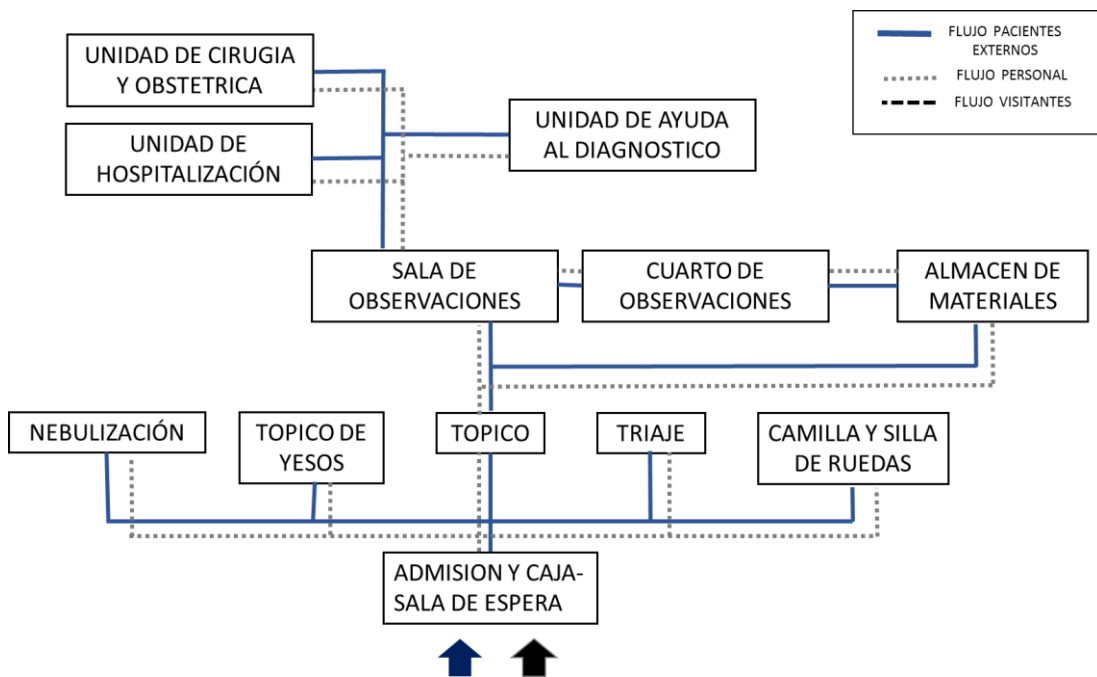 UNIDAD DE CIRUGIA
Y OBSTETRICA
FLUJO PACIENTES
EXTERNOS
FLUJO PERSONAL
FLUJO VISITANTES
UNIDAD DE
HOSPITALIZACIÓN
UNIDAD DE AYUDA
AL DIAGNOSTICO
SALA DE
OBSERVACIONES
CUARTO DE
OBSERVACIONES
ALMACEN DE
MATERIALES
NEBULIZACIÓN
TOPICO DE
YESOS
TOPICO
TRIAJE
CAMILLA Y SILLA
DE RUEDAS
ADMISION Y CAJA-
SALA DE ESPERA